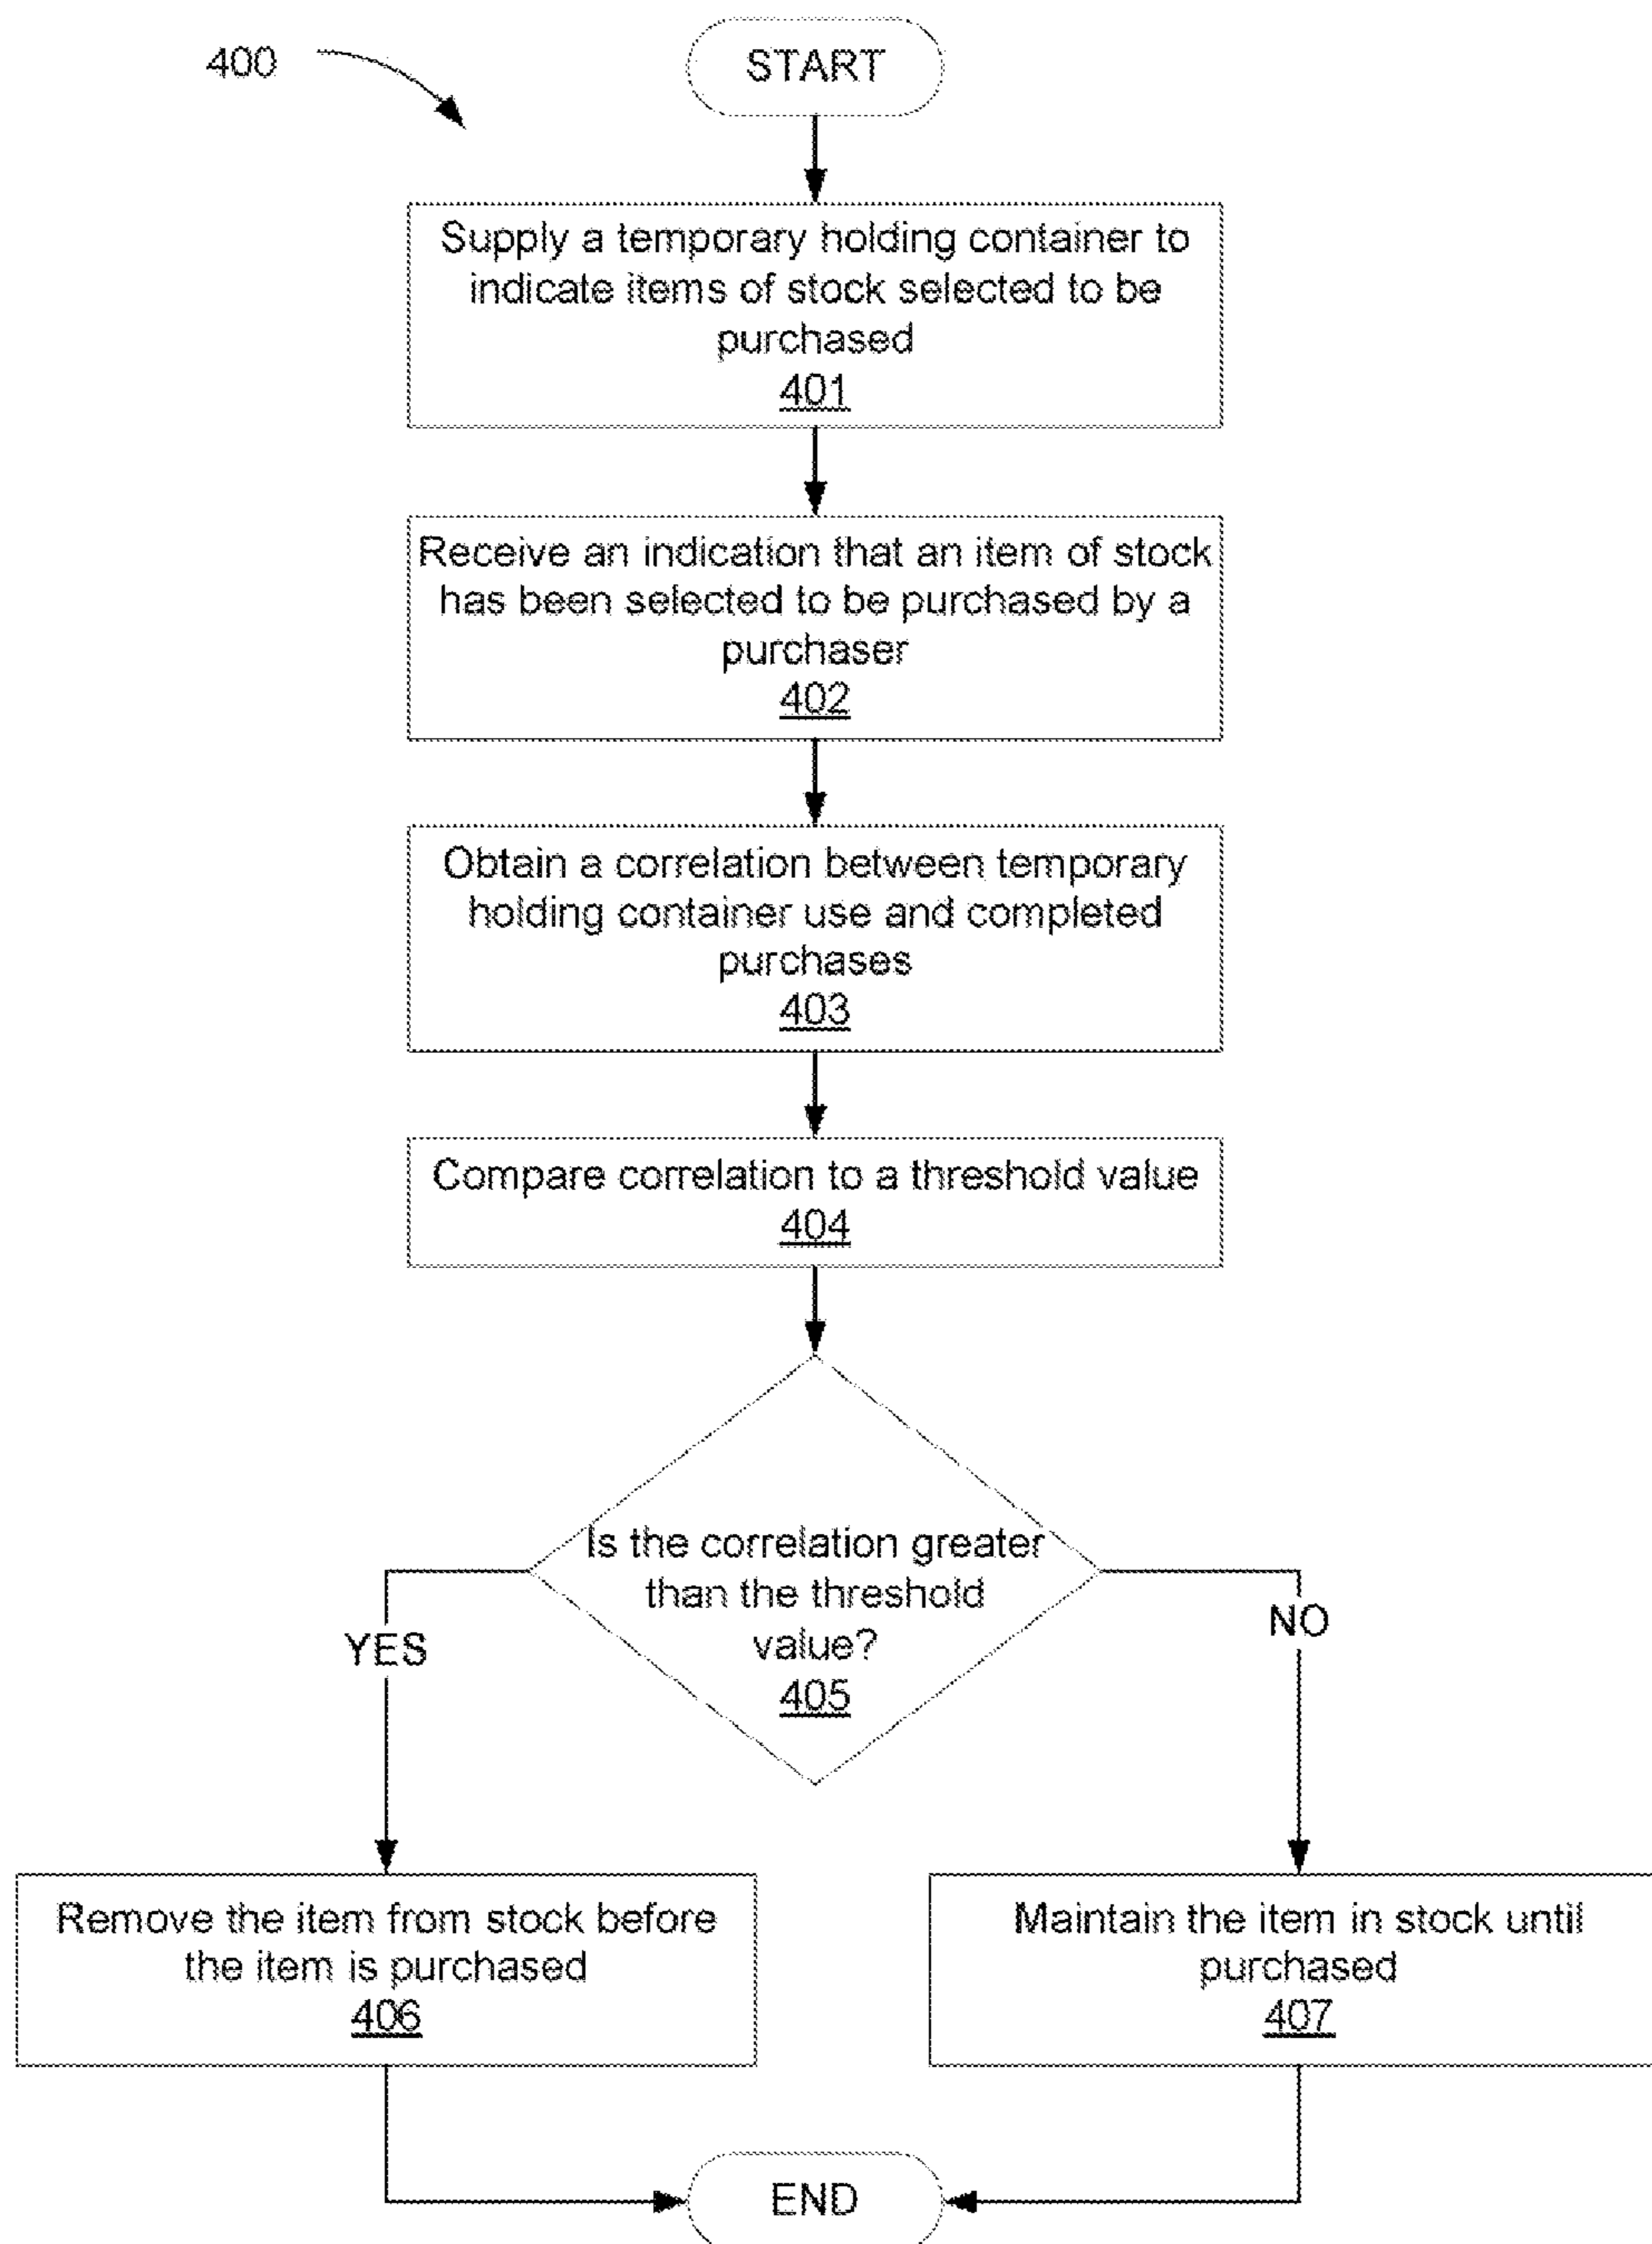 400
START
Supply a temporary holding container to
indicate items of stock selected to be
purchased
401
Receive an indication that an item of stock
has been selected to be purchased by a
purchaser
402
Obtain a correlation between temporary
holding container use and completed
purchases
403
Compare correlation to a threshold value
404
Is the correlation greater
than the threshold
value?
405
YES
NO
Remove the item from stock before
the item is purchased
406
Maintain the item in stock until
purchased
407
END